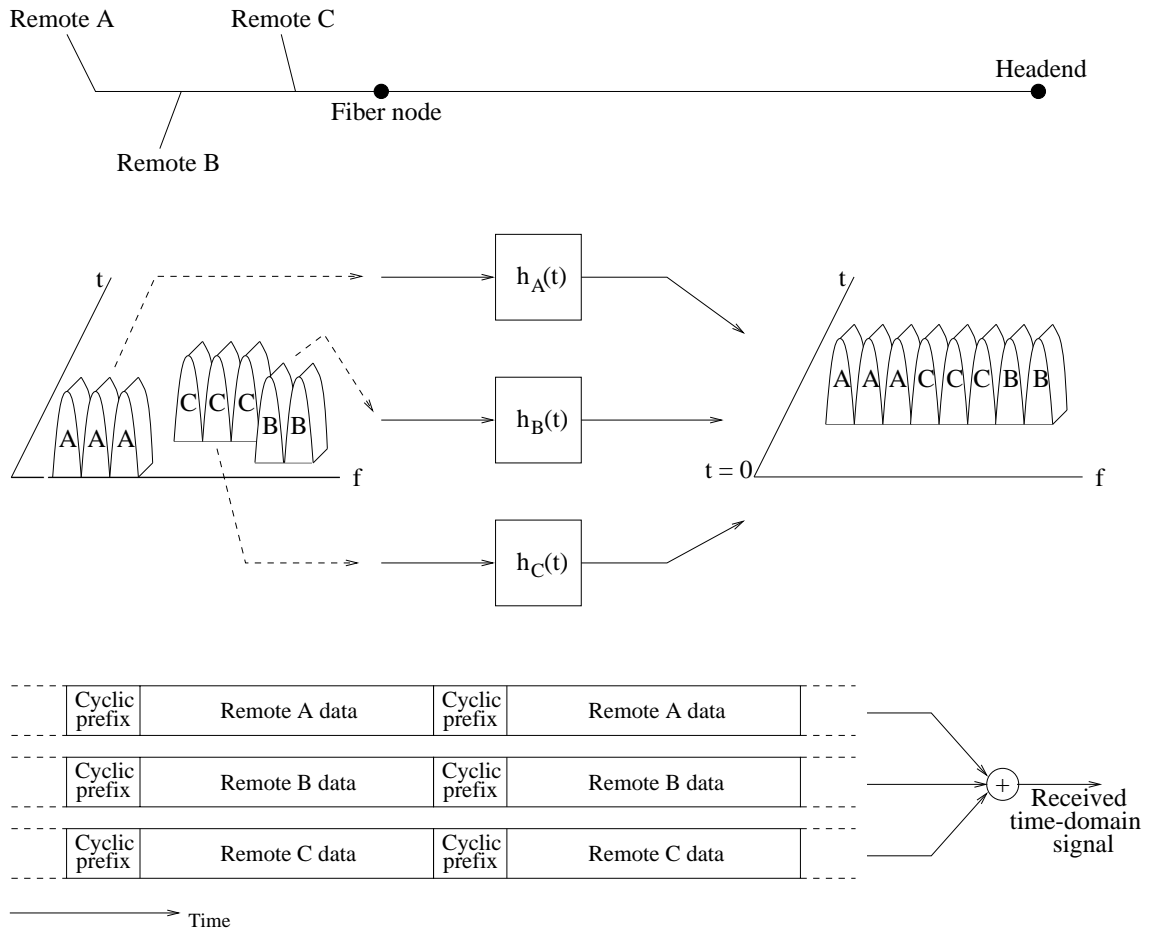 Remote A
Remote C
Headend
Fiber node
Remote B
t
h_A(t)
t
C C C
A A A C C C B B
A A A
B B
h_B(t)
f
t = 0
f
h_C(t)
Cyclic prefix
Remote A data
Cyclic prefix
Remote A data
Cyclic prefix
Remote B data
Cyclic prefix
Remote B data
+
Received
time-domain
signal
Cyclic prefix
Remote C data
Cyclic prefix
Remote C data
Time